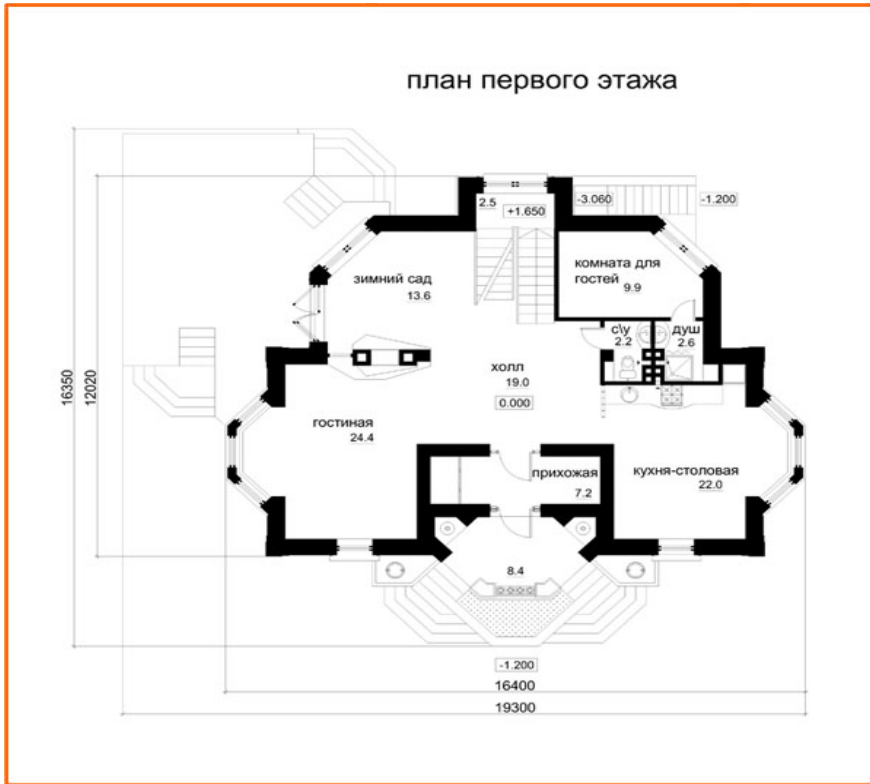 план первого этажа
2.5
+1.650
-3.060
-1.200
комната для
гостей
9.9
зимний сад
13.6
с\у
2.2
душ
2.6
холл
19.0
0.000
16350
12020
гостиная
24.4
прихожая
7.2
кухня-столовая
22.0
8.4
-1.200
16400
19300